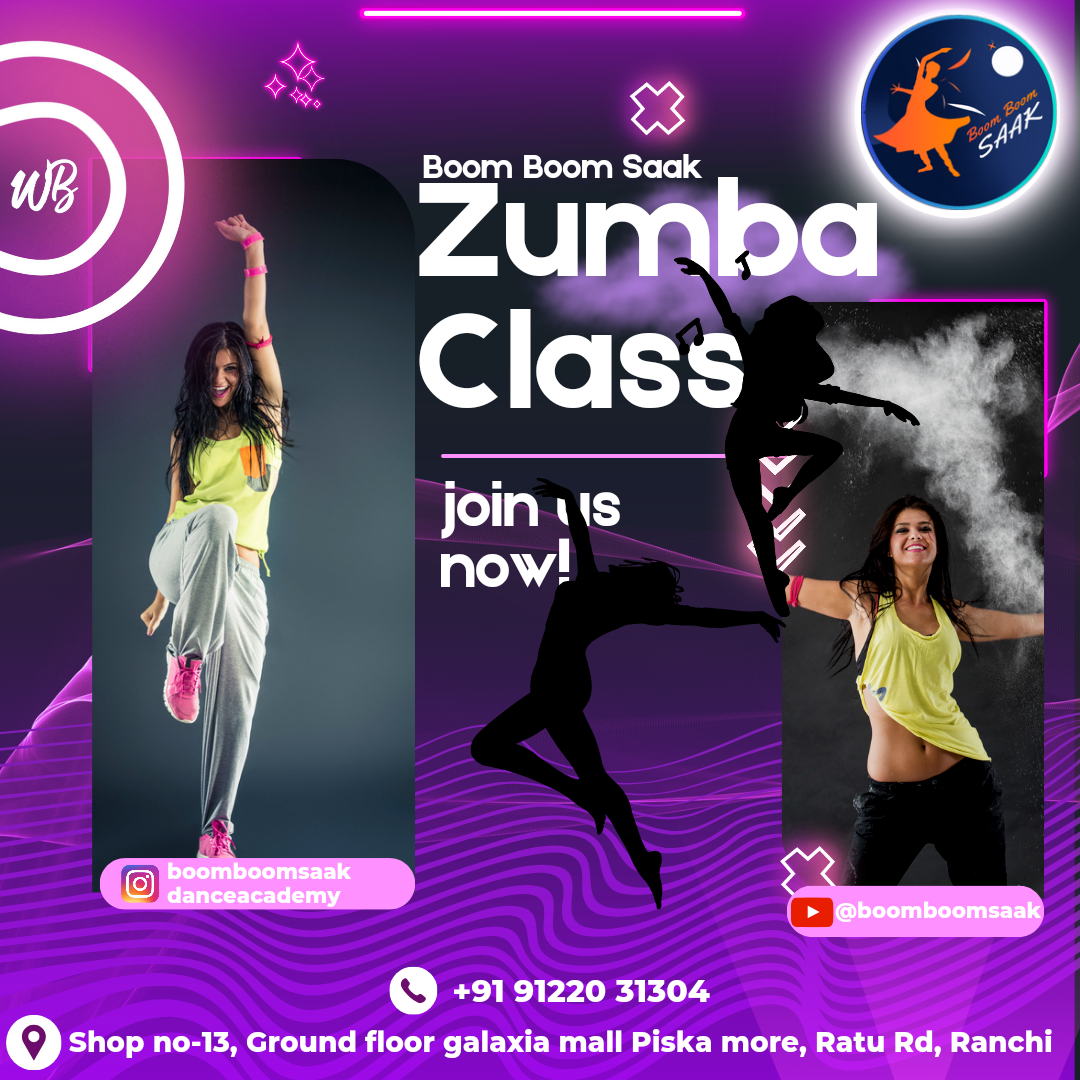 WB
Boom Boom
SAAK
Boom Boom Saak
Zumba
Class
join us
now!
boomboomsaak
danceacademy
@boomboomsaak
+91 91220 31304
Shop no-13, Ground floor galaxia mall Piska more, Ratu Rd, Ranchi